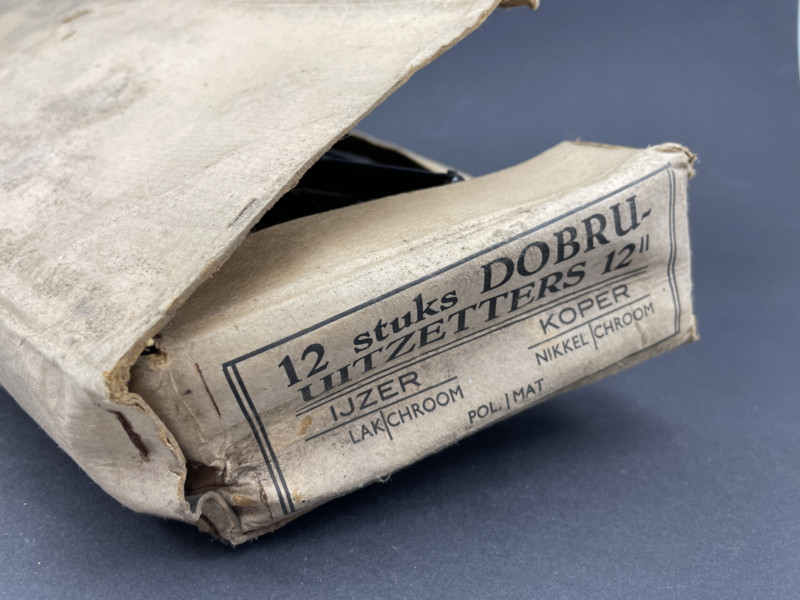 12 stuks DOBRU-
UITZETTERS 12"
IJZER KOPER
LAK|CHROOM NIKKEL|CHROOM
POL.|MAT